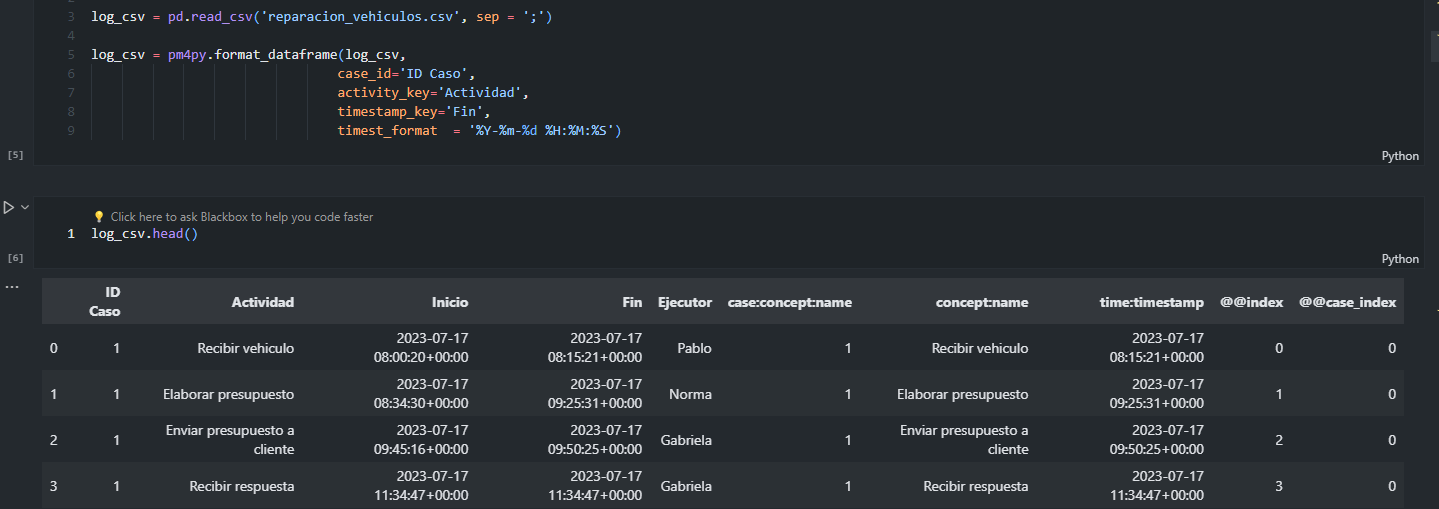 3 log_csv = pd.read_csv('reparacion_vehiculos.csv', sep = ';')
4
5 log_csv = pm4py.format_dataframe(log_csv,
6 case_id='ID Caso',
7 activity_key='Actividad',
8 timestamp_key='Fin',
9 timest_format = '%Y-%m-%d %H:%M:%S')
[5]
Python
💡 Click here to ask Blackbox to help you code faster
1 log_csv.head()
[6]
Python
...
ID Caso Actividad Inicio Fin Ejecutor case:concept:name concept:name time:timestamp @@index @@case_index
0 1 Recibir vehiculo 2023-07-17 08:00:20+00:00 2023-07-17 08:15:21+00:00 Pablo 1 Recibir vehiculo 2023-07-17 08:15:21+00:00 0 0
1 1 Elaborar presupuesto 2023-07-17 08:34:30+00:00 2023-07-17 09:25:31+00:00 Norma 1 Elaborar presupuesto 2023-07-17 09:25:31+00:00 1 0
2 1 Enviar presupuesto a cliente 2023-07-17 09:45:16+00:00 2023-07-17 09:50:25+00:00 Gabriela 1 Enviar presupuesto a cliente 2023-07-17 09:50:25+00:00 2 0
3 1 Recibir respuesta 2023-07-17 11:34:47+00:00 2023-07-17 11:34:47+00:00 Gabriela 1 Recibir respuesta 2023-07-17 11:34:47+00:00 3 0